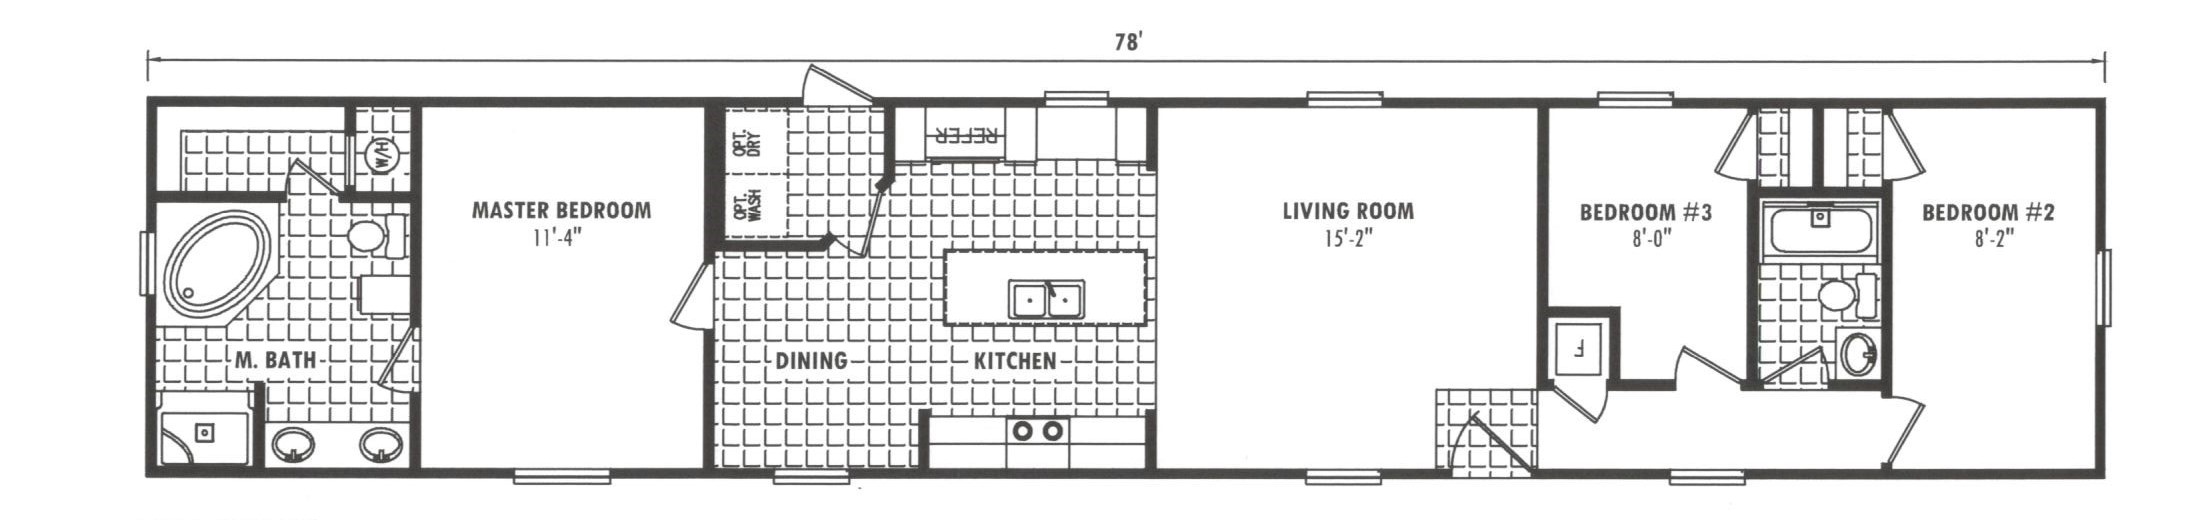 78'
W/H
OPT.
DRY
OPT.
WASH
REFER
MASTER BEDROOM
11'-4"
LIVING ROOM
15'-2"
BEDROOM #3
8'-0"
BEDROOM #2
8'-2"
F
M. BATH
DINING
KITCHEN